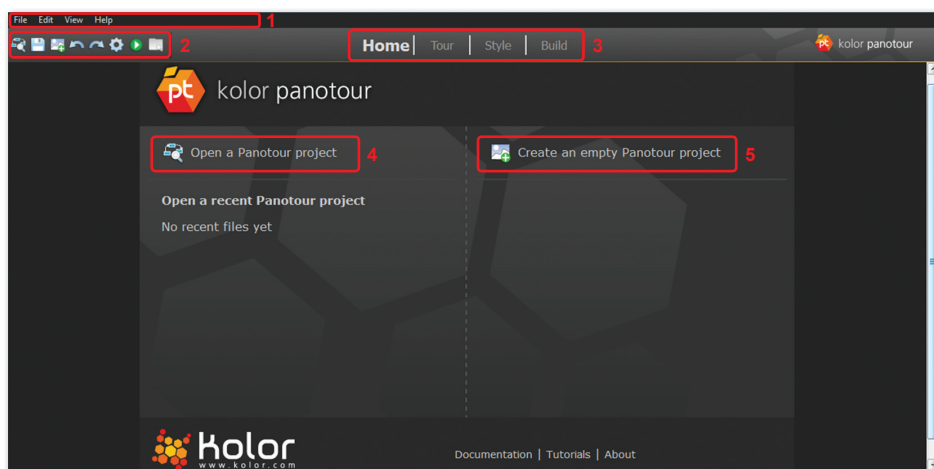 File Edit View Help 1
2 Home Tour Style Build 3 pt kolor panotour
pt kolor panotour
Open a Panotour project 4
Create an empty Panotour project 5
Open a recent Panotour project
No recent files yet
Kolor
www.kolor.com
Documentation | Tutorials | About